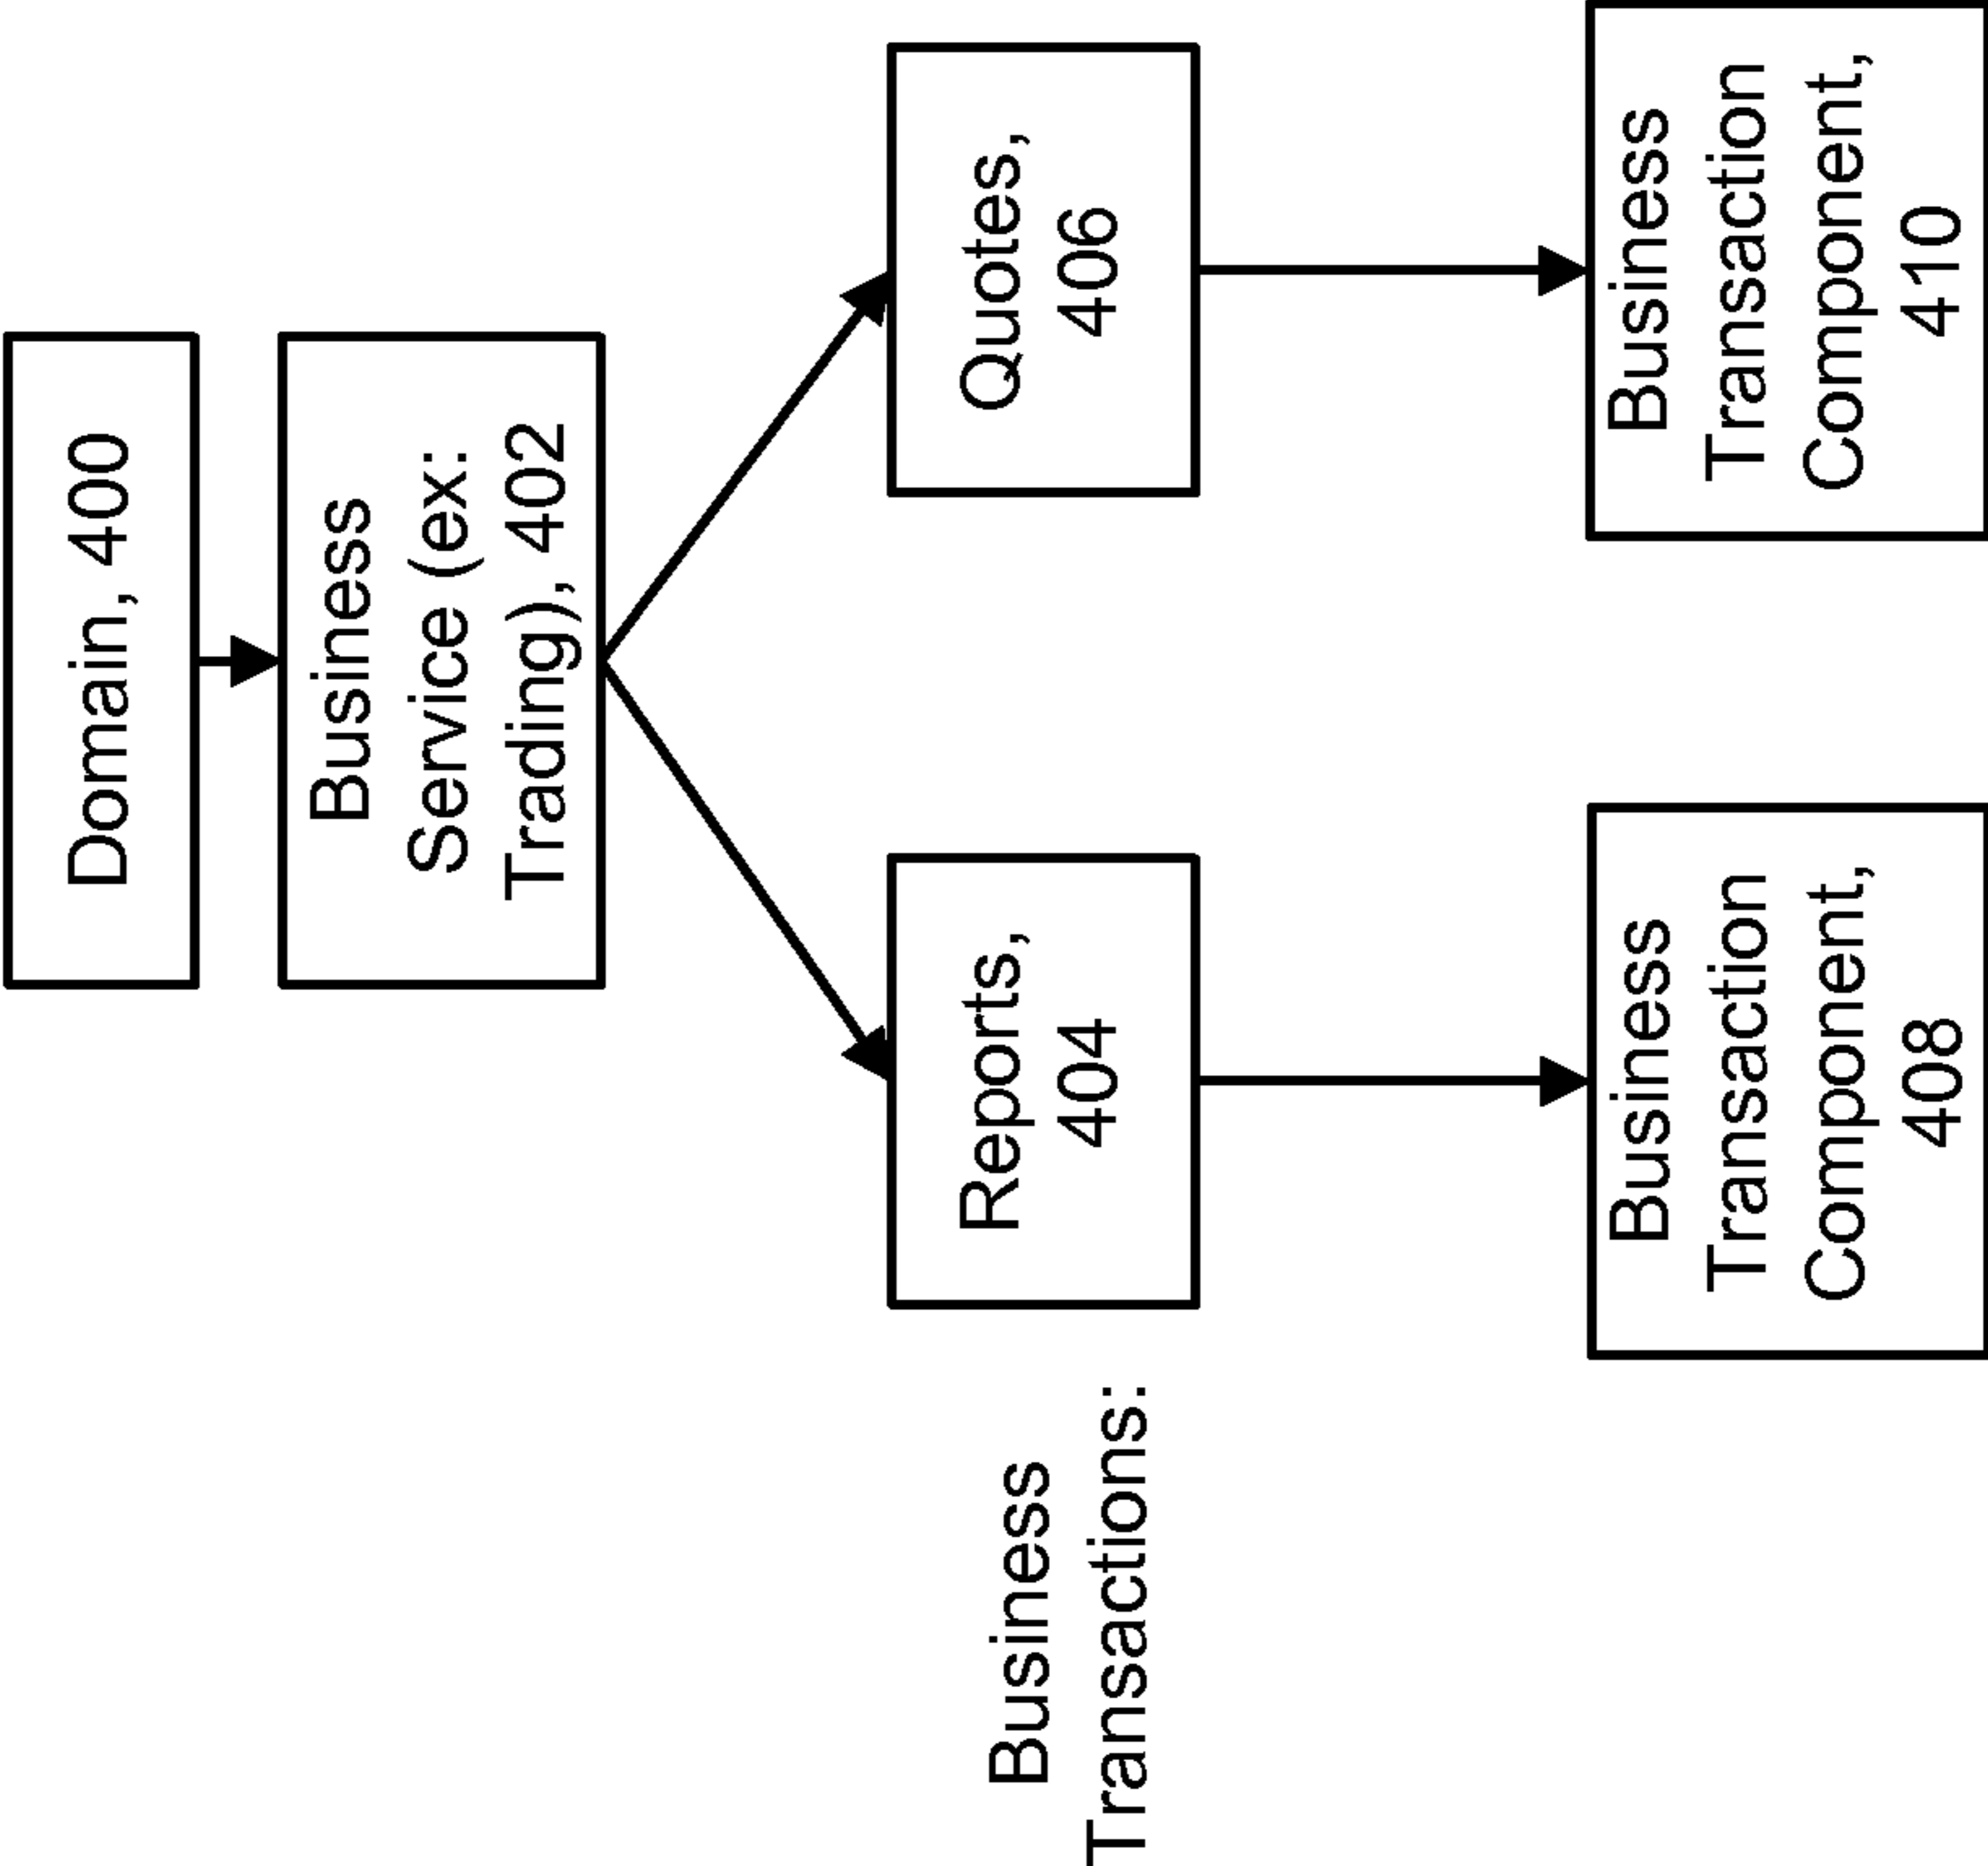 Domain, 400
Business
Service (ex:
Trading), 402
Business
Transactions:
Reports,
404
Quotes,
406
Business
Transaction
Component,
408
Business
Transaction
Component,
410